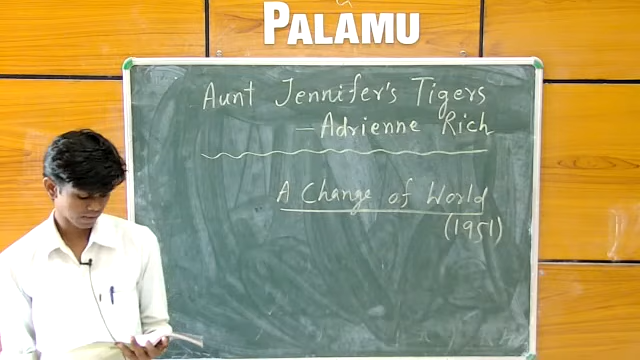 PALAMU
Aunt Jennifer's Tigers
— Adrienne Rich
A Change of World
(1951)